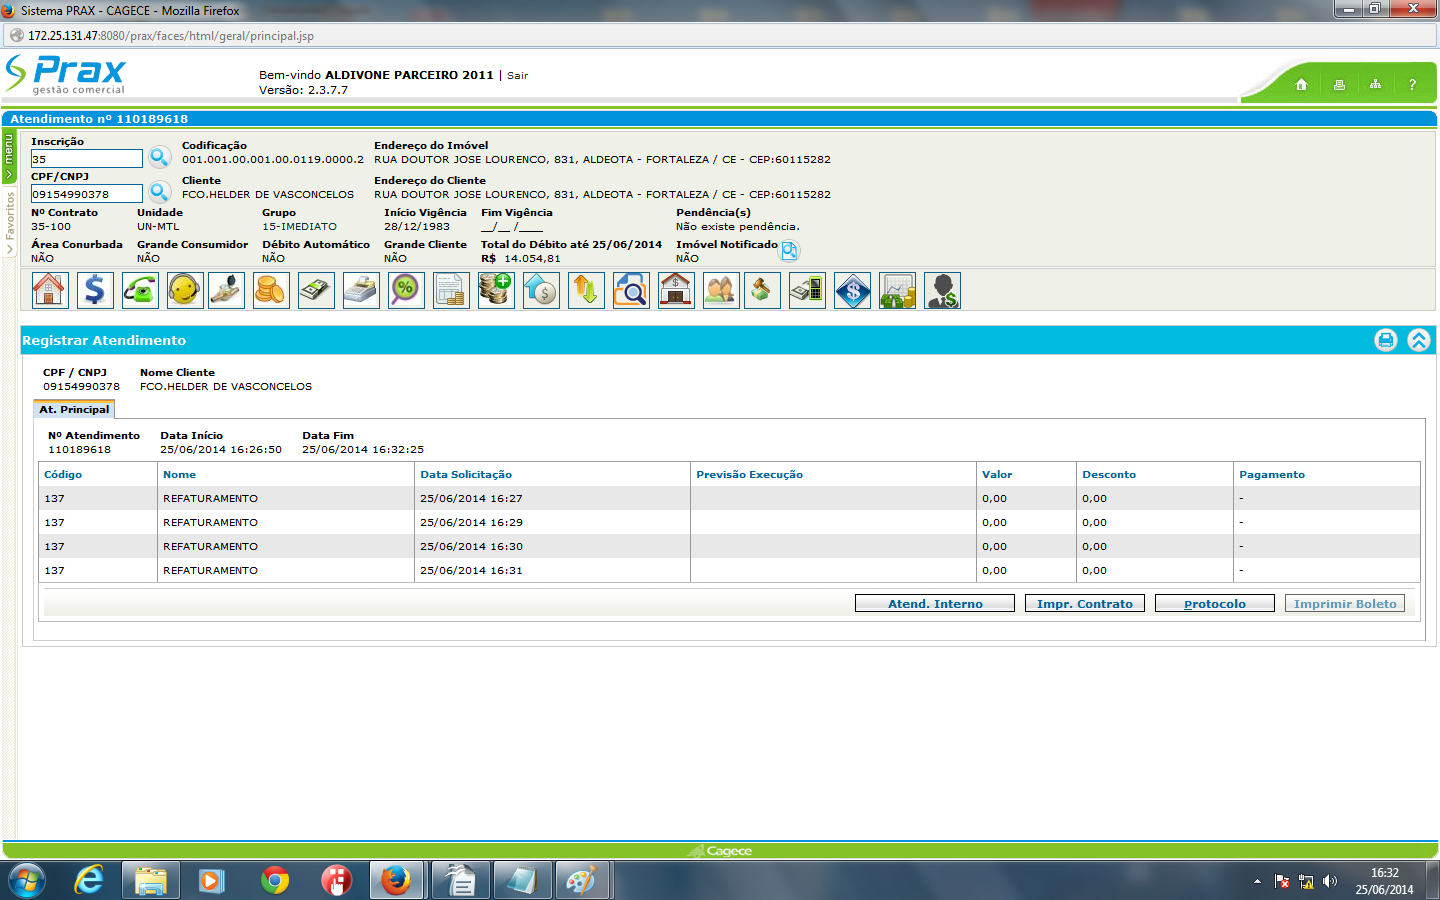 Sistema PRAX - CAGECE - Mozilla Firefox
172.25.131.47:8080/prax/faces/html/geral/principal.jsp
Prax
gestão comercial
Bem-vindo ALDIVONE PARCEIRO 2011 | Sair
Versão: 2.3.7.7
?
Atendimento nº 110189618
menu
Favoritos
Inscrição Codificação Endereço do Imóvel
35 001.001.00.001.00.0119.0000.2 RUA DOUTOR JOSE LOURENCO, 831, ALDEOTA - FORTALEZA / CE - CEP:60115282
CPF/CNPJ Cliente Endereço do Cliente
09154990378 FCO.HELDER DE VASCONCELOS RUA DOUTOR JOSE LOURENCO, 831, ALDEOTA - FORTALEZA / CE - CEP:60115282
Nº Contrato Unidade Grupo Início Vigência Fim Vigência Pendência(s)
35-100 UN-MTL 15-IMEDIATO 28/12/1983 __/__ /____ Não existe pendência.
Área Conurbada Grande Consumidor Débito Automático Grande Cliente Total do Débito até 25/06/2014 Imóvel Notificado
NÃO NÃO NÃO NÃO R$ 14.054,81 NÃO
Registrar Atendimento
CPF / CNPJ Nome Cliente
09154990378 FCO.HELDER DE VASCONCELOS
At. Principal
Nº Atendimento Data Início Data Fim
110189618 25/06/2014 16:26:50 25/06/2014 16:32:25
Código Nome Data Solicitação Previsão Execução Valor Desconto Pagamento
137 REFATURAMENTO 25/06/2014 16:27 0,00 0,00 -
137 REFATURAMENTO 25/06/2014 16:29 0,00 0,00 -
137 REFATURAMENTO 25/06/2014 16:30 0,00 0,00 -
137 REFATURAMENTO 25/06/2014 16:31 0,00 0,00 -
Atend. Interno Impr. Contrato Protocolo Imprimir Boleto
Cagece
16:32
25/06/2014